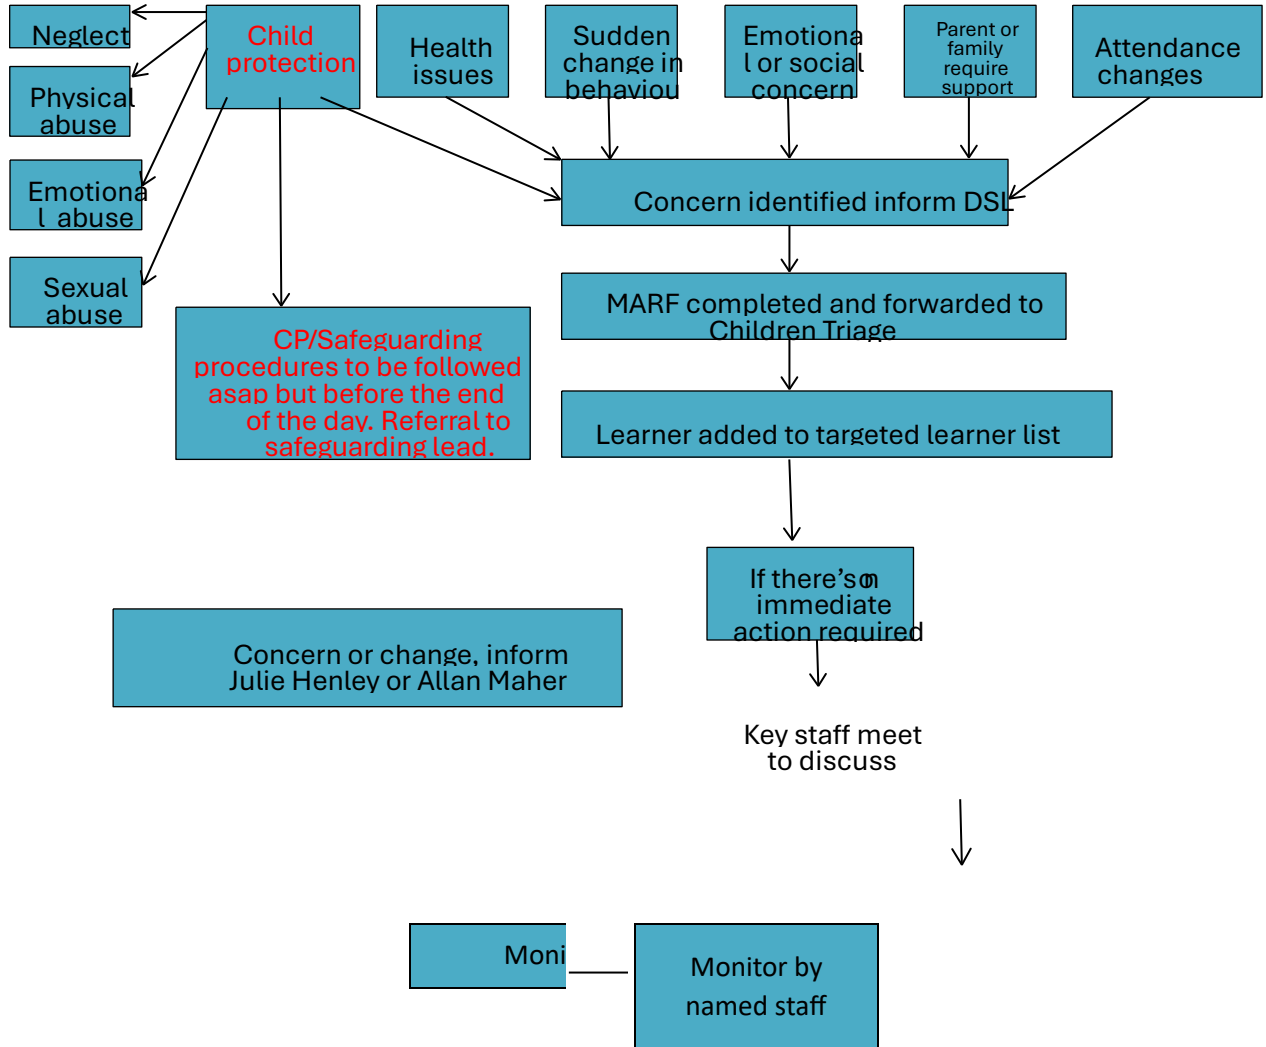 Neglect
Physical
abuse
Emotiona
l abuse
Sexual
abuse
Child
protection
Health
issues
Sudden
change in
behaviou
Emotiona
l or social
concern
Parent or
family
require
support
Attendance
changes
Concern identified inform DSL
MARF completed and forwarded to
Children Triage
CP/Safeguarding
procedures to be followed
asap but before the end
of the day. Referral to
safeguarding lead.
Learner added to targeted learner list
If there's
immediate
action required
Concern or change, inform
Julie Henley or Allan Maher
Key staff meet
to discuss
Moni
Monitor by
named staff